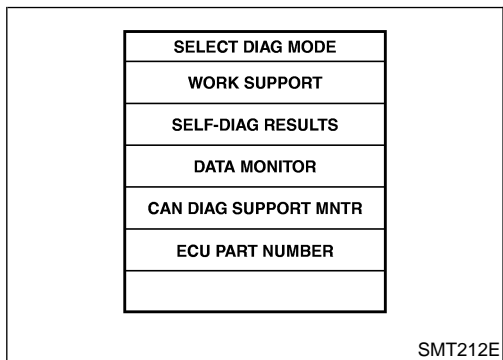 SELECT DIAG MODE
WORK SUPPORT
SELF-DIAG RESULTS
DATA MONITOR
CAN DIAG SUPPORT MNTR
ECU PART NUMBER
SMT212E